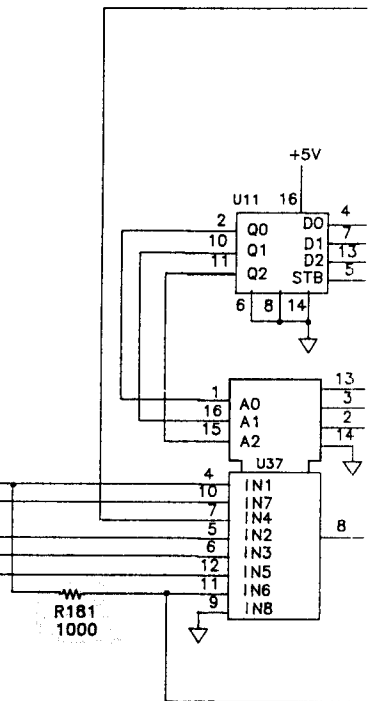 +5V
U11 16
2 Q0 D0 4
10 Q1 D1 7
11 Q2 D2 13
STB 5
6 8 14
1 A0 13
16 A1 3
15 A2 2
14
U37
4 IN1
10 IN7
7 IN4 8
5 IN2
6 IN3
12 IN5
11 IN6
9 IN8
R181
1000